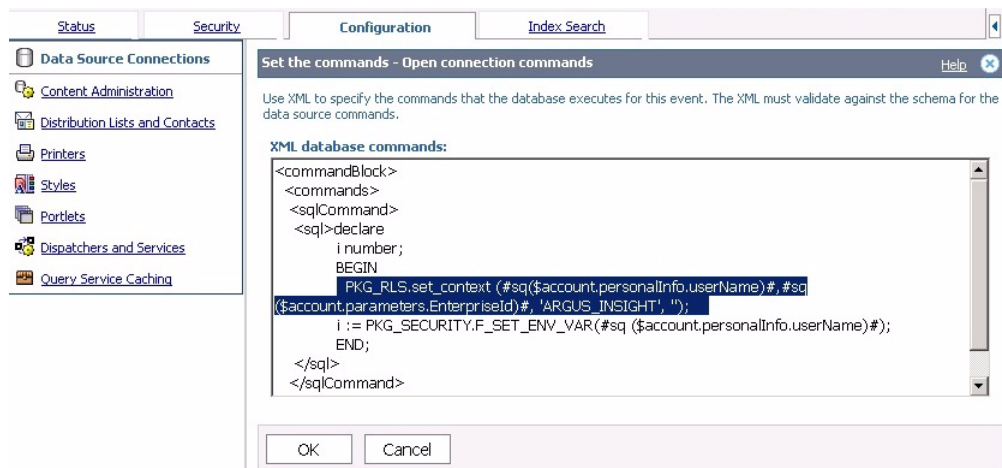 Status
Security
Configuration
Index Search
Data Source Connections
Content Administration
Distribution Lists and Contacts
Printers
Styles
Portlets
Dispatchers and Services
Query Service Caching
Set the commands - Open connection commands
Help
Use XML to specify the commands that the database executes for this event. The XML must validate against the schema for the
data source commands.
XML database commands:
<commandBlock>
<commands>
<sqlCommand>
<sql>declare
i number;
BEGIN
PKG_RLS.set_context (#sq($account.personalInfo.userName)#,#sq
($account.parameters.EnterpriseId)#, 'ARGUS_INSIGHT', '');
i := PKG_SECURITY.F_SET_ENV_VAR(#sq ($account.personalInfo.userName)#);
END;
</sql>
</sqlCommand>
OK
Cancel